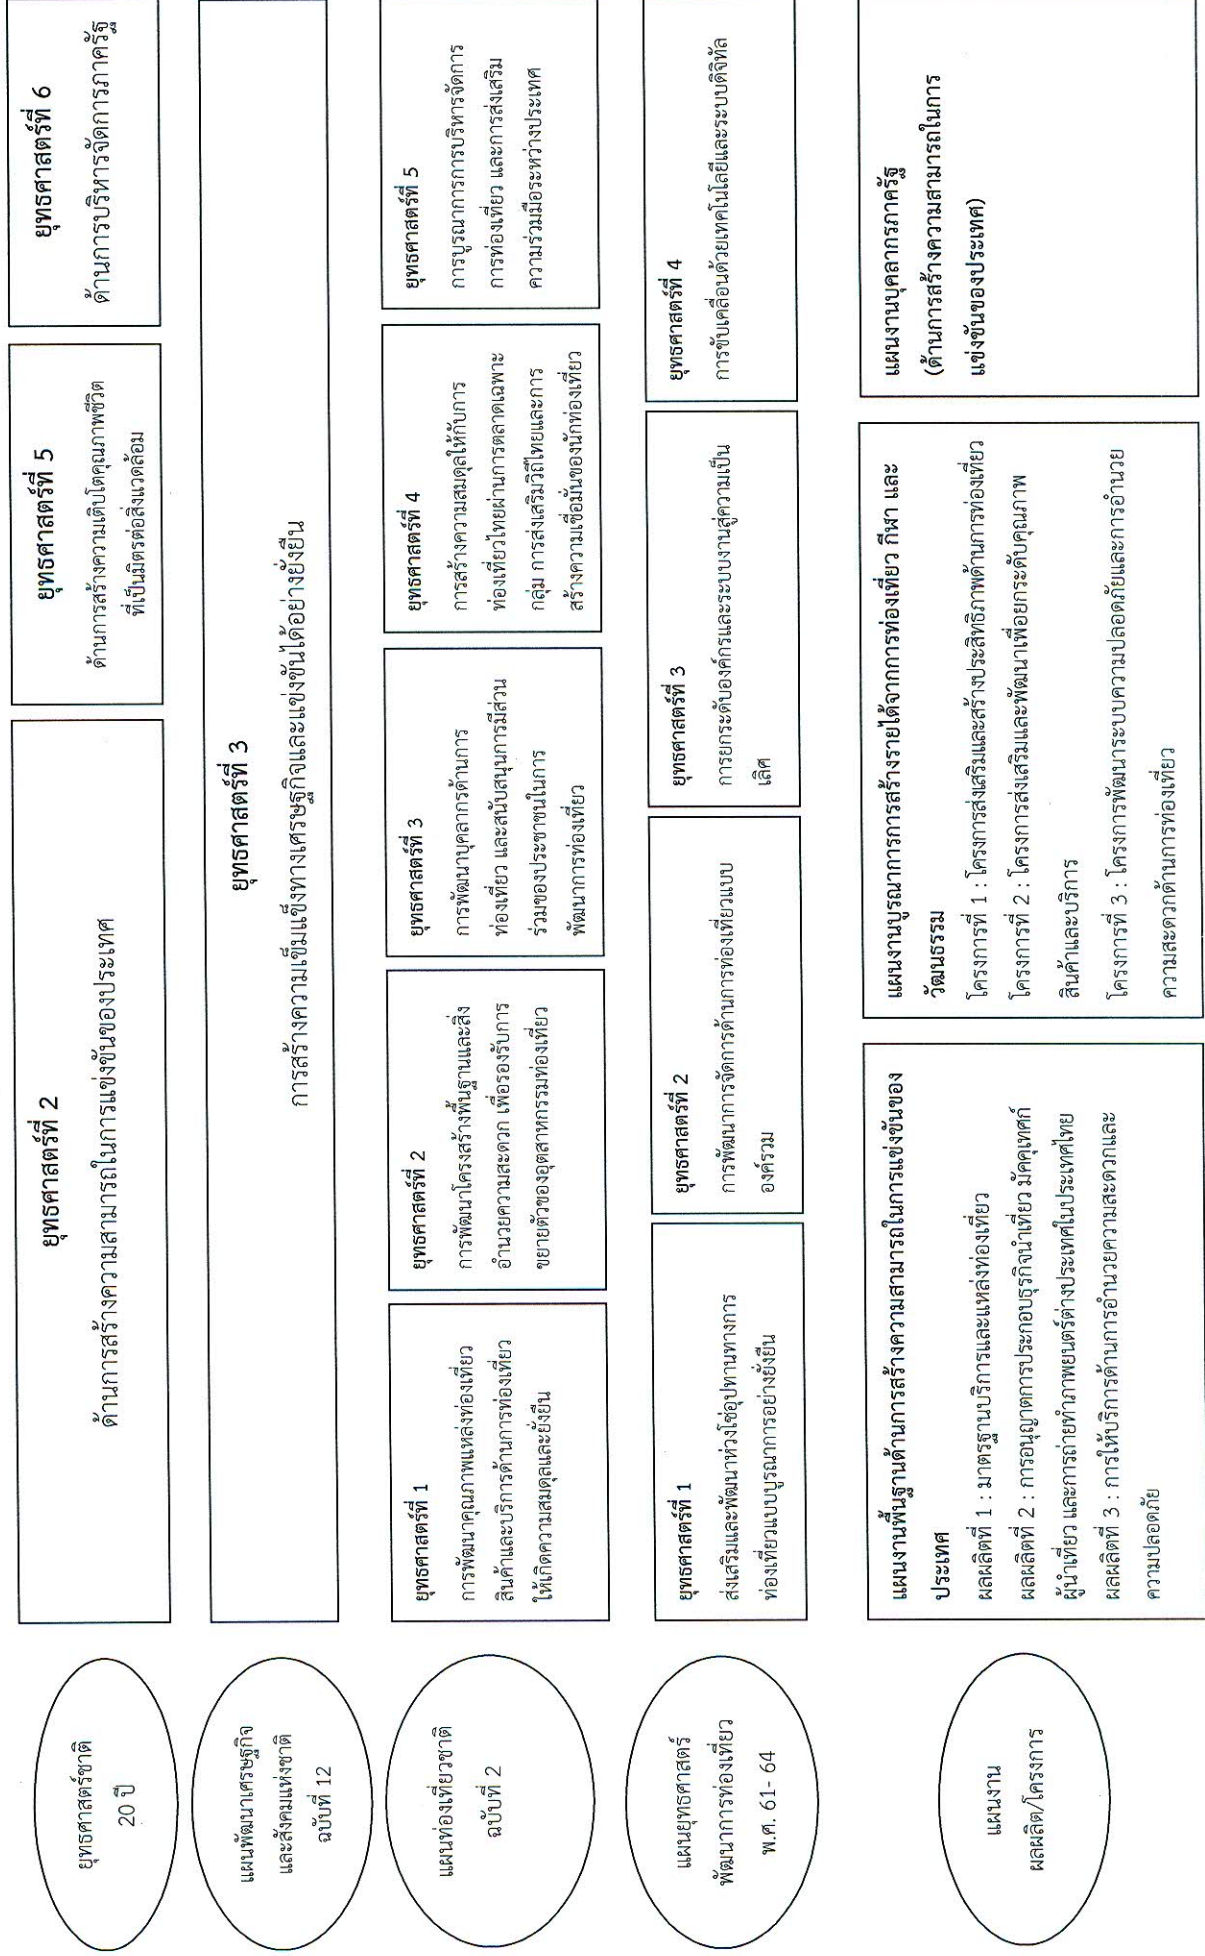 ยุทธศาสตร์ชาติ
20 ปี
ยุทธศาสตร์ที่ 2
ด้านการสร้างความสามารถในการแข่งขันของประเทศ
ยุทธศาสตร์ที่ 5
ด้านการสร้างความเติบโตคุณภาพชีวิต
ที่เป็นมิตรต่อสิ่งแวดล้อม
ยุทธศาสตร์ที่ 6
ด้านการบริหารจัดการภาครัฐ
แผนพัฒนาเศรษฐกิจ
และสังคมแห่งชาติ
ฉบับที่ 12
ยุทธศาสตร์ที่ 3
การสร้างความเข้มแข็งทางเศรษฐกิจและแข่งขันได้อย่างยั่งยืน
แผนท่องเที่ยวชาติ
ฉบับที่ 2
ยุทธศาสตร์ที่ 1
การพัฒนาคุณภาพแหล่งท่องเที่ยว
สินค้าและบริการด้านการท่องเที่ยว
ให้เกิดความสมดุลและยั่งยืน
ยุทธศาสตร์ที่ 2
การพัฒนาโครงสร้างพื้นฐานและสิ่ง
อำนวยความสะดวก เพื่อรองรับการ
ขยายตัวของอุตสาหกรรมท่องเที่ยว
ยุทธศาสตร์ที่ 3
การพัฒนาบุคลากรด้านการ
ท่องเที่ยว และสนับสนุนการมีส่วน
ร่วมของประชาชนในการ
พัฒนาการท่องเที่ยว
ยุทธศาสตร์ที่ 4
การสร้างความสมดุลให้กับการ
ท่องเที่ยวไทยผ่านการตลาดเฉพาะ
กลุ่ม การส่งเสริมวิถีไทยและการ
สร้างความเชื่อมั่นของนักท่องเที่ยว
ยุทธศาสตร์ที่ 5
การบูรณาการการบริหารจัดการ
การท่องเที่ยว และการส่งเสริม
ความร่วมมือระหว่างประเทศ
แผนยุทธศาสตร์
พัฒนาการท่องเที่ยว
พ.ศ. 61- 64
ยุทธศาสตร์ที่ 1
ส่งเสริมและพัฒนาห่วงโซ่อุปทานทางการ
ท่องเที่ยวแบบบูรณาการอย่างยั่งยืน
ยุทธศาสตร์ที่ 2
การพัฒนาการจัดการด้านการท่องเที่ยวแบบ
องค์รวม
ยุทธศาสตร์ที่ 3
การยกระดับองค์กรและระบบงานสู่ความเป็น
เลิศ
ยุทธศาสตร์ที่ 4
การขับเคลื่อนด้วยเทคโนโลยีและระบบดิจิทัล
แผนงาน
ผลผลิต/โครงการ
แผนงานพื้นฐานด้านการสร้างความสามารถในการแข่งขันของ
ประเทศ
ผลผลิตที่ 1 : มาตรฐานบริการและแหล่งท่องเที่ยว
ผลผลิตที่ 2 : การอนุญาตการประกอบธุรกิจนำเที่ยว มัคคุเทศก์
ผู้นำเที่ยว และการถ่ายทำภาพยนตร์ต่างประเทศในประเทศไทย
ผลผลิตที่ 3 : การให้บริการด้านการอำนวยความสะดวกและ
ความปลอดภัย
แผนงานบูรณาการการสร้างรายได้จากการท่องเที่ยว กีฬา และ
วัฒนธรรม
โครงการที่ 1 : โครงการส่งเสริมและสร้างประสิทธิภาพด้านการท่องเที่ยว
โครงการที่ 2 : โครงการส่งเสริมและพัฒนาเพื่อยกระดับคุณภาพ
สินค้าและบริการ
โครงการที่ 3 : โครงการพัฒนาระบบความปลอดภัยและการอำนวย
ความสะดวกด้านการท่องเที่ยว
แผนงานบุคลากรภาครัฐ
(ด้านการสร้างความสามารถในการ
แข่งขันของประเทศ)